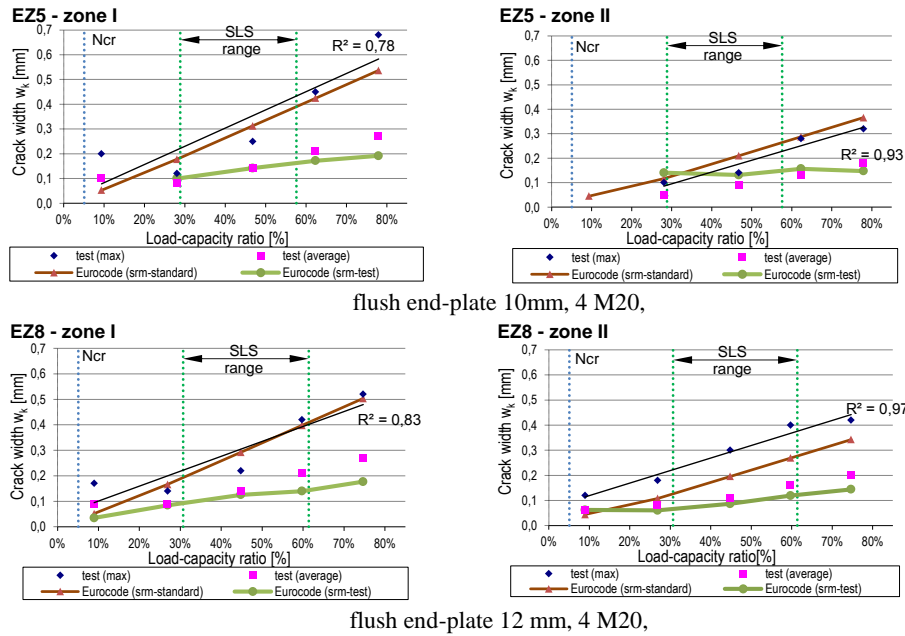 EZ5 - zone I
Crack width wk [mm]
0,7
0,6
0,5
0,4
0,3
0,2
0,1
0,0
Ncr
SLS
range
R² = 0,78
0% 10% 20% 30% 40% 50% 60% 70% 80%
Load-capacity ratio [%]
test (max) test (average)
Eurocode (srm-standard) Eurocode (srm-test)
EZ5 - zone II
Crack width wk [mm]
0,7
0,6
0,5
0,4
0,3
0,2
0,1
0,0
Ncr
SLS
range
R² = 0,93
0% 10% 20% 30% 40% 50% 60% 70% 80%
Load-capacity ratio [%]
test (max) test (average)
Eurocode (srm-standard) Eurocode (srm-test)
flush end-plate 10mm, 4 M20,
EZ8 - zone I
Crack width wk [mm]
0,7
0,6
0,5
0,4
0,3
0,2
0,1
0,0
Ncr
SLS
range
R² = 0,83
0% 10% 20% 30% 40% 50% 60% 70% 80%
Load-capacity ratio [%]
test (max) test (average)
Eurocode (srm-standard) Eurocode (srm-test)
EZ8 - zone II
Crack width wk [mm]
0,7
0,6
0,5
0,4
0,3
0,2
0,1
0,0
Ncr
SLS
range
R² = 0,97
0% 10% 20% 30% 40% 50% 60% 70% 80%
Load-capacity ratio[%]
test (max) test (average)
Eurocode (srm-standard) Eurocode (srm-test)
flush end-plate 12 mm, 4 M20,